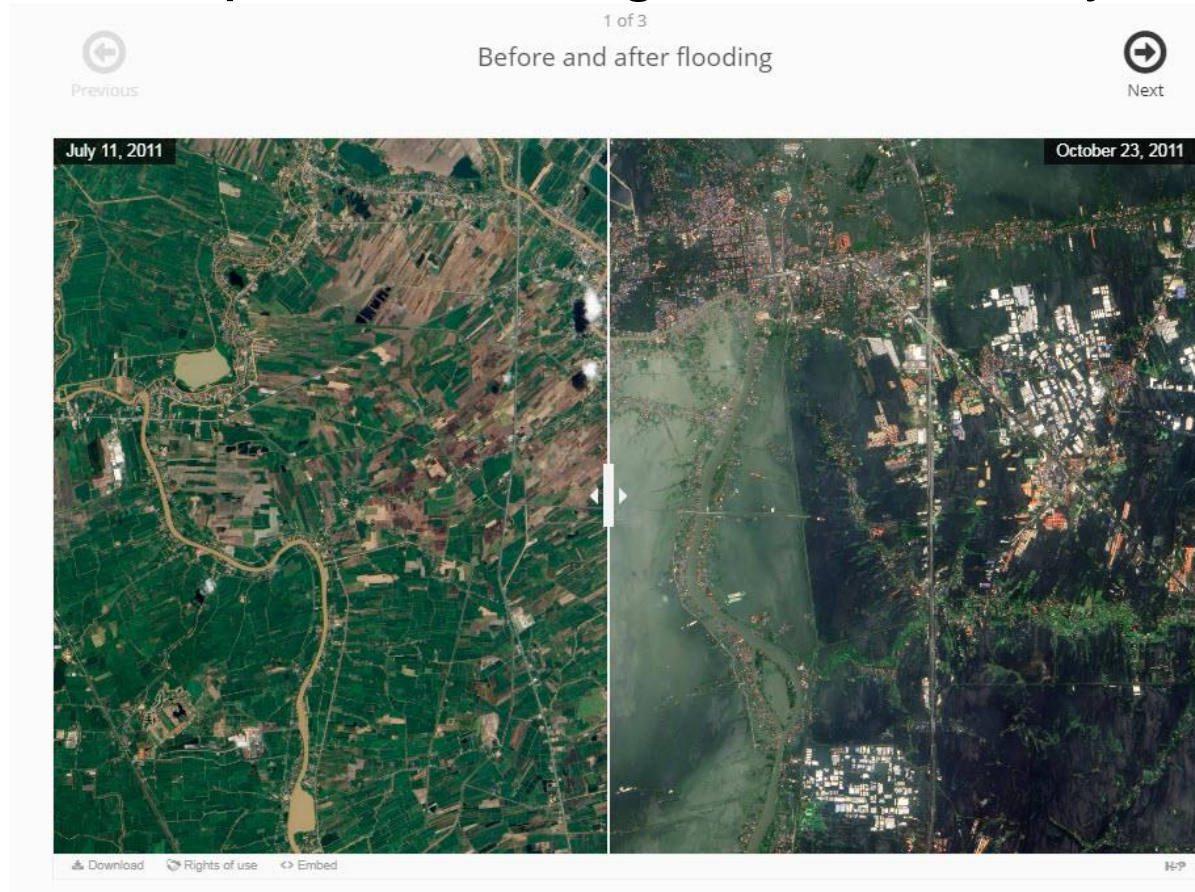 1 of 3
Before and after flooding
Previous
Next
July 11, 2011
October 23, 2011
Download
Rights of use
<> Embed
H-P